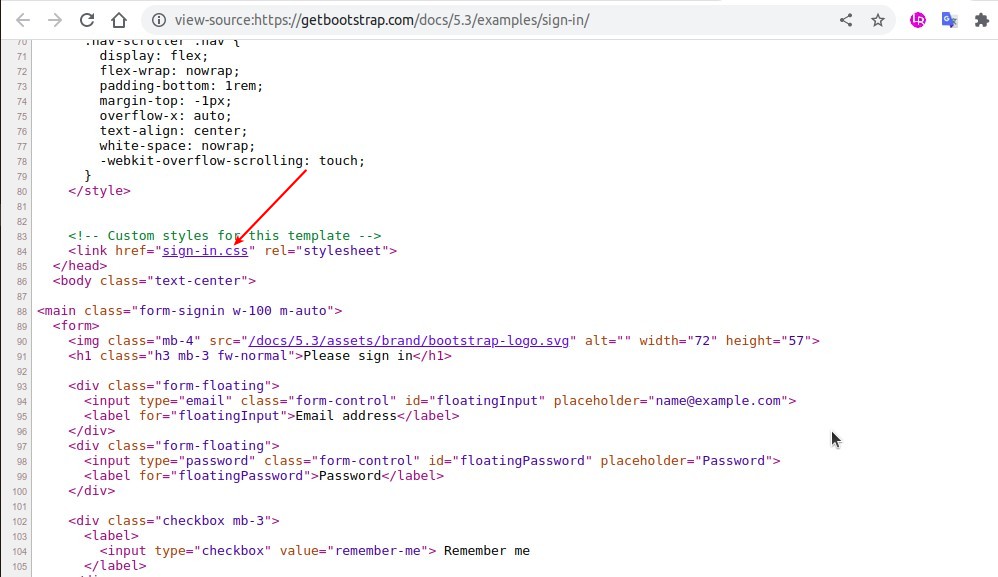 view-source:https://getbootstrap.com/docs/5.3/examples/sign-in/
70 .nav-scroller .nav {
71 display: flex;
72 flex-wrap: nowrap;
73 padding-bottom: 1rem;
74 margin-top: -1px;
75 overflow-x: auto;
76 text-align: center;
77 white-space: nowrap;
78 -webkit-overflow-scrolling: touch;
79 }
80 </style>
81
82
83 <!-- Custom styles for this template -->
84 <link href="sign-in.css" rel="stylesheet">
85 </head>
86 <body class="text-center">
87
88 <main class="form-signin w-100 m-auto">
89 <form>
90 <img class="mb-4" src="/docs/5.3/assets/brand/bootstrap-logo.svg" alt="" width="72" height="57">
91 <h1 class="h3 mb-3 fw-normal">Please sign in</h1>
92
93 <div class="form-floating">
94 <input type="email" class="form-control" id="floatingInput" placeholder="name@example.com">
95 <label for="floatingInput">Email address</label>
96 </div>
97 <div class="form-floating">
98 <input type="password" class="form-control" id="floatingPassword" placeholder="Password">
99 <label for="floatingPassword">Password</label>
100 </div>
101
102 <div class="checkbox mb-3">
103 <label>
104 <input type="checkbox" value="remember-me"> Remember me
105 </label>